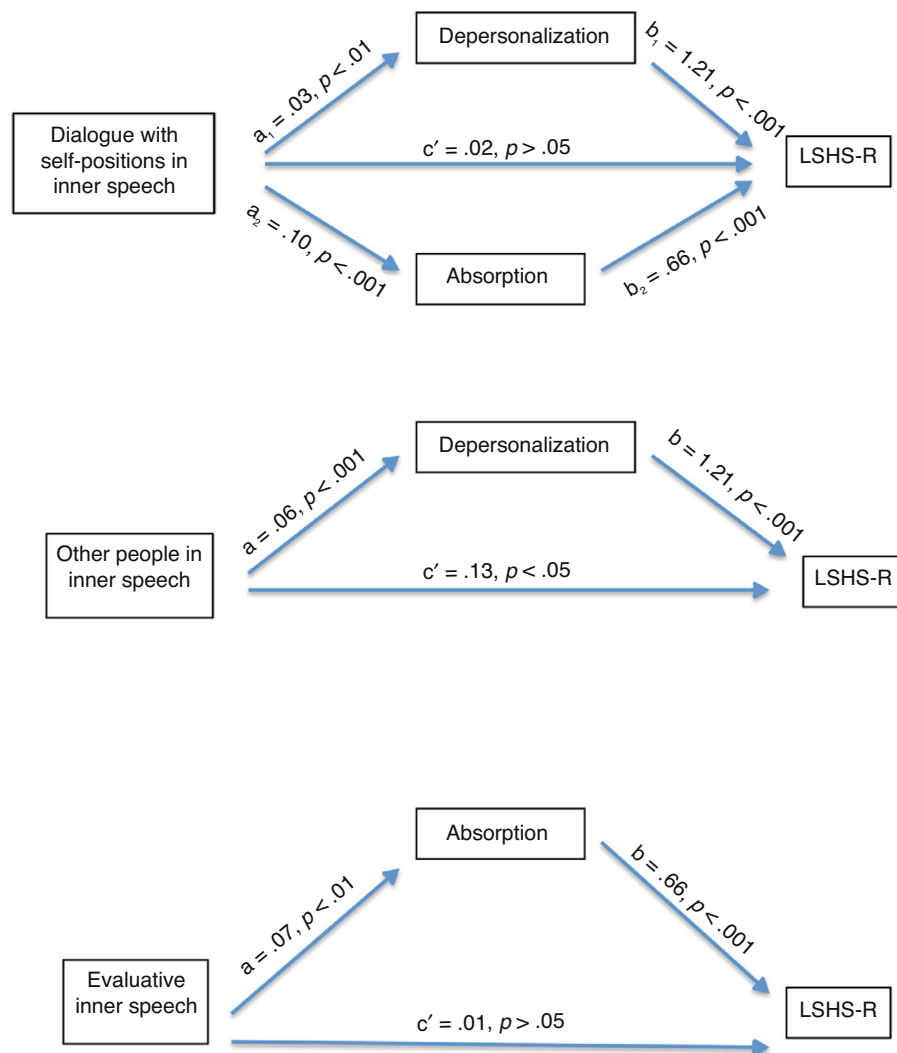 Depersonalization
b₁ = 1.21, p < .001
a₁ = .03, p < .01
Dialogue with
self-positions in
inner speech
c′ = .02, p > .05
LSHS-R
a₂ = .10, p < .001
Absorption
b₂ = .66, p < .001
Depersonalization
a = .06, p < .001
b = 1.21, p < .001
Other people in
inner speech
c′ = .13, p < .05
LSHS-R
Absorption
a = .07, p < .01
b = .66, p < .001
Evaluative
inner speech
c′ = .01, p > .05
LSHS-R